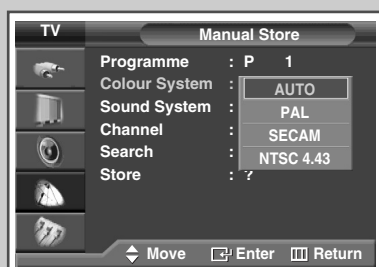 TV
Manual Store
Programme : P 1
Colour System : AUTO
PAL
Sound System :
Channel : SECAM
Search : NTSC 4.43
Store : ?
Move Enter Return